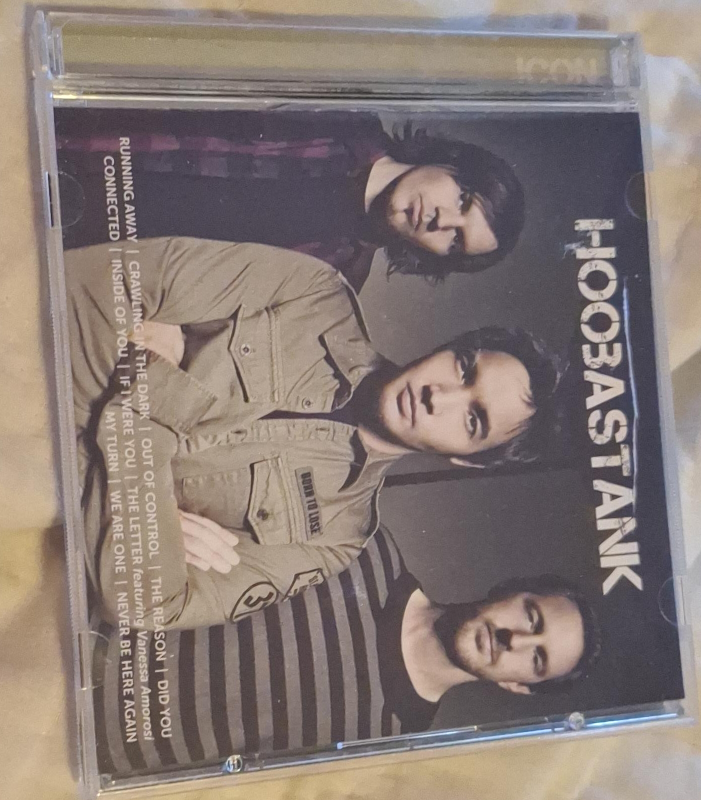 ICON
HOOBASTANK
BORN TO LOSE
3
RUNNING AWAY | CRAWLING IN THE DARK | OUT OF CONTROL | THE REASON | DID YOU
CONNECTED | INSIDE OF YOU | IF I WERE YOU | THE LETTER featuring Vanessa Amorosi
MY TURN | WE ARE ONE | NEVER BE HERE AGAIN